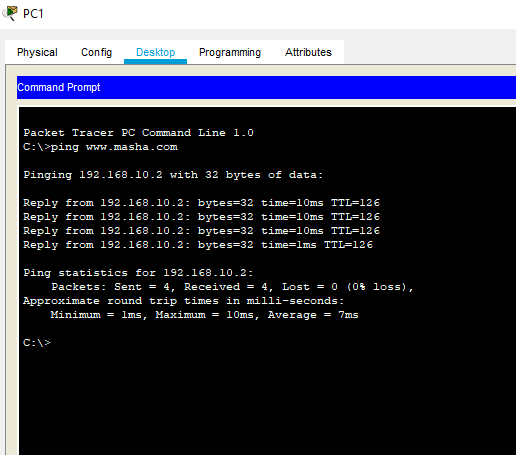 PC1
Physical Config Desktop Programming Attributes
Command Prompt
Packet Tracer PC Command Line 1.0
C:\>ping www.masha.com
Pinging 192.168.10.2 with 32 bytes of data:
Reply from 192.168.10.2: bytes=32 time=10ms TTL=126
Reply from 192.168.10.2: bytes=32 time=10ms TTL=126
Reply from 192.168.10.2: bytes=32 time=10ms TTL=126
Reply from 192.168.10.2: bytes=32 time=1ms TTL=126
Ping statistics for 192.168.10.2:
Packets: Sent = 4, Received = 4, Lost = 0 (0% loss),
Approximate round trip times in milli-seconds:
Minimum = 1ms, Maximum = 10ms, Average = 7ms
C:\>